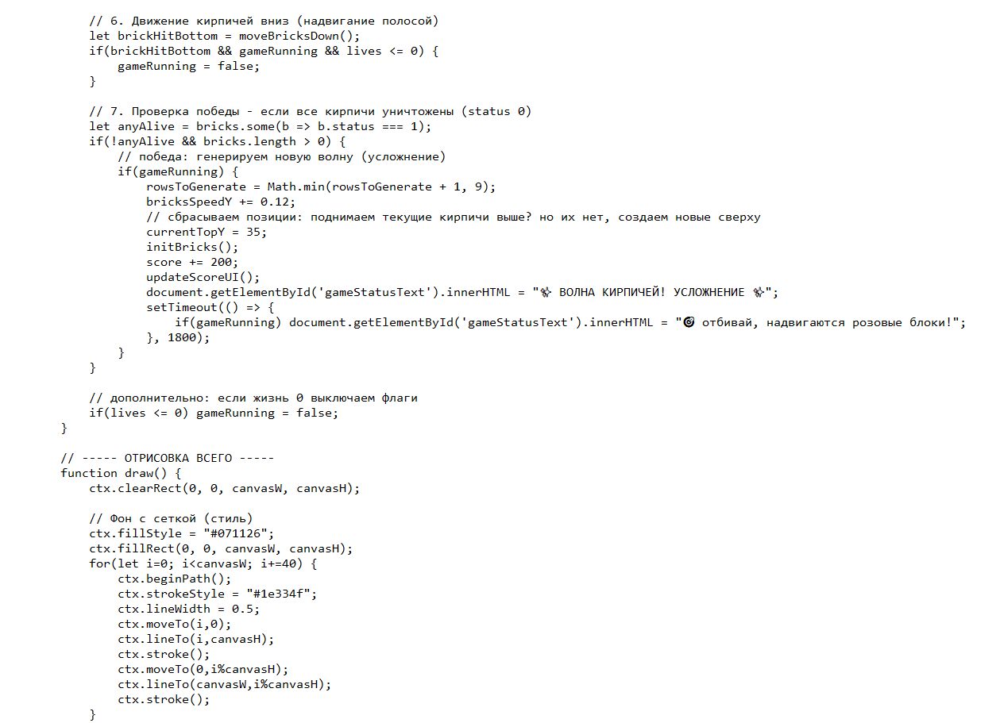 // 6. Движение кирпичей вниз (надвигание полосой)
let brickHitBottom = moveBricksDown();
if(brickHitBottom && gameRunning && lives <= 0) {
gameRunning = false;
}
// 7. Проверка победы - если все кирпичи уничтожены (status 0)
let anyAlive = bricks.some(b => b.status === 1);
if(!anyAlive && bricks.length > 0) {
// победа: генерируем новую волну (усложнение)
if(gameRunning) {
rowsToGenerate = Math.min(rowsToGenerate + 1, 9);
bricksSpeedY += 0.12;
// сбрасываем позиции: поднимаем текущие кирпичи выше? но их нет, создаем новые сверху
currentTopY = 35;
initBricks();
score += 200;
updateScoreUI();
document.getElementById('gameStatusText').innerHTML = "✨ ВОЛНА КИРПИЧЕЙ! УСЛОЖНЕНИЕ ✨";
setTimeout(() => {
if(gameRunning) document.getElementById('gameStatusText').innerHTML = "🎯 отбивай, надвигаются розовые блоки!";
}, 1800);
}
}
// дополнительно: если жизнь 0 выключаем флаги
if(lives <= 0) gameRunning = false;
}
// ----- ОТРИСОВКА ВСЕГО -----
function draw() {
ctx.clearRect(0, 0, canvasW, canvasH);
// Фон с сеткой (стиль)
ctx.fillStyle = "#071126";
ctx.fillRect(0, 0, canvasW, canvasH);
for(let i=0; i<canvasW; i+=40) {
ctx.beginPath();
ctx.strokeStyle = "#1e334f";
ctx.lineWidth = 0.5;
ctx.moveTo(i,0);
ctx.lineTo(i,canvasH);
ctx.stroke();
ctx.moveTo(0,i%canvasH);
ctx.lineTo(canvasW,i%canvasH);
ctx.stroke();
}